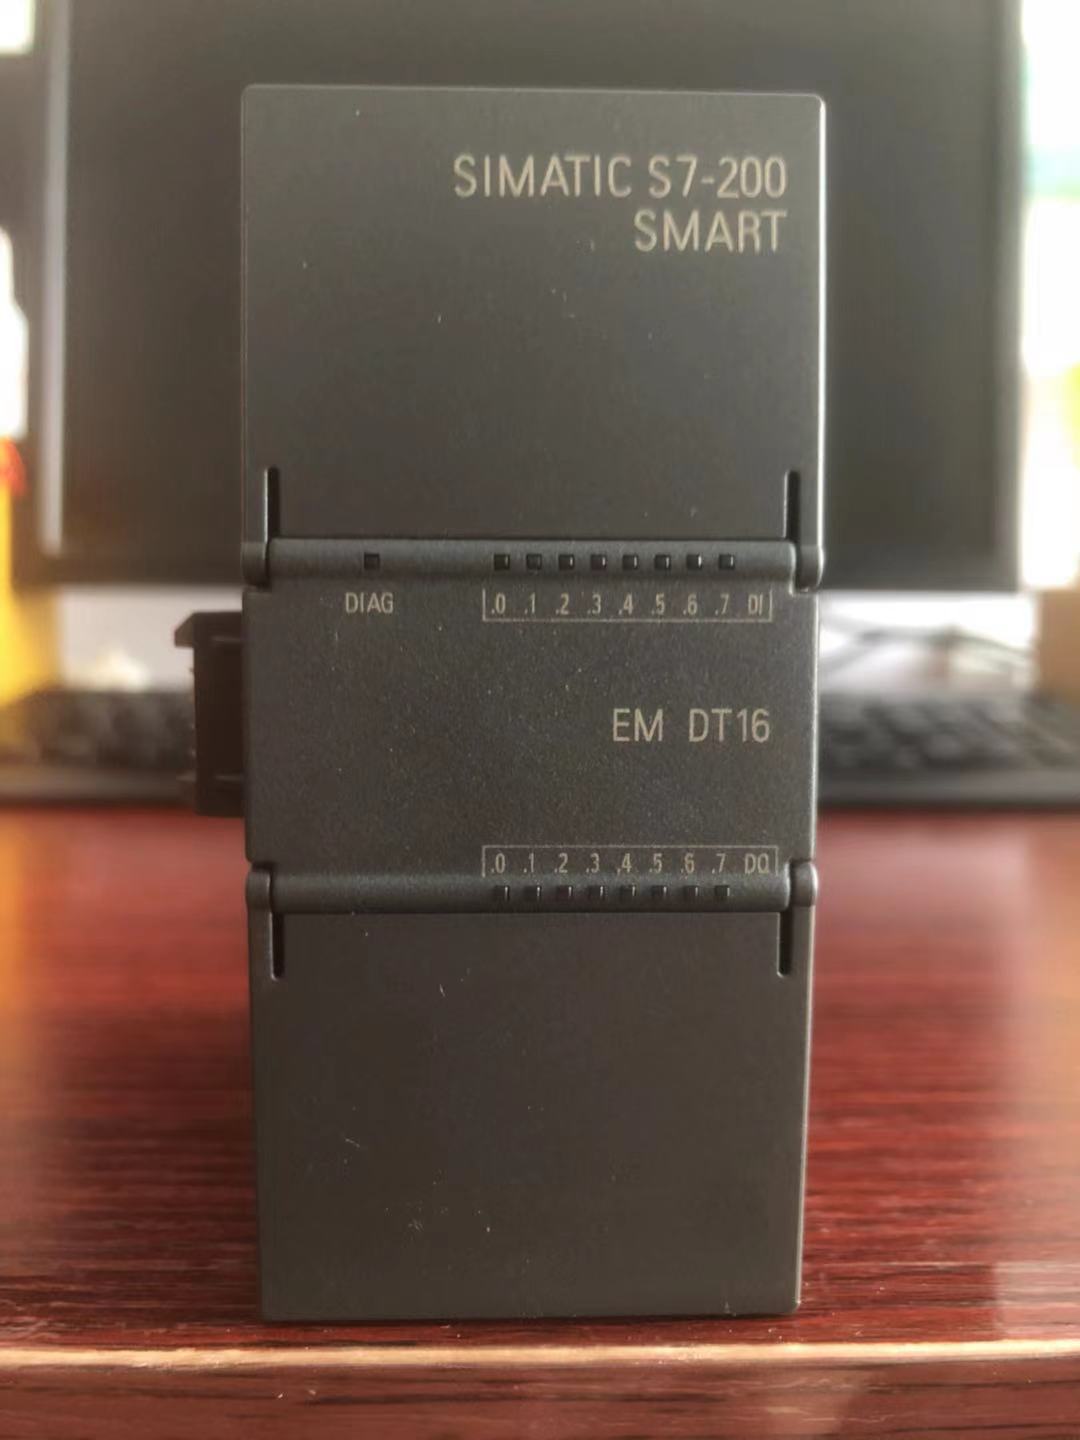 SIMATIC S7-200
SMART
DIAG
.0 .1 .2 .3 .4 .5 .6 .7 DI
EM DT16
.0 .1 .2 .3 .4 .5 .6 .7 DQ